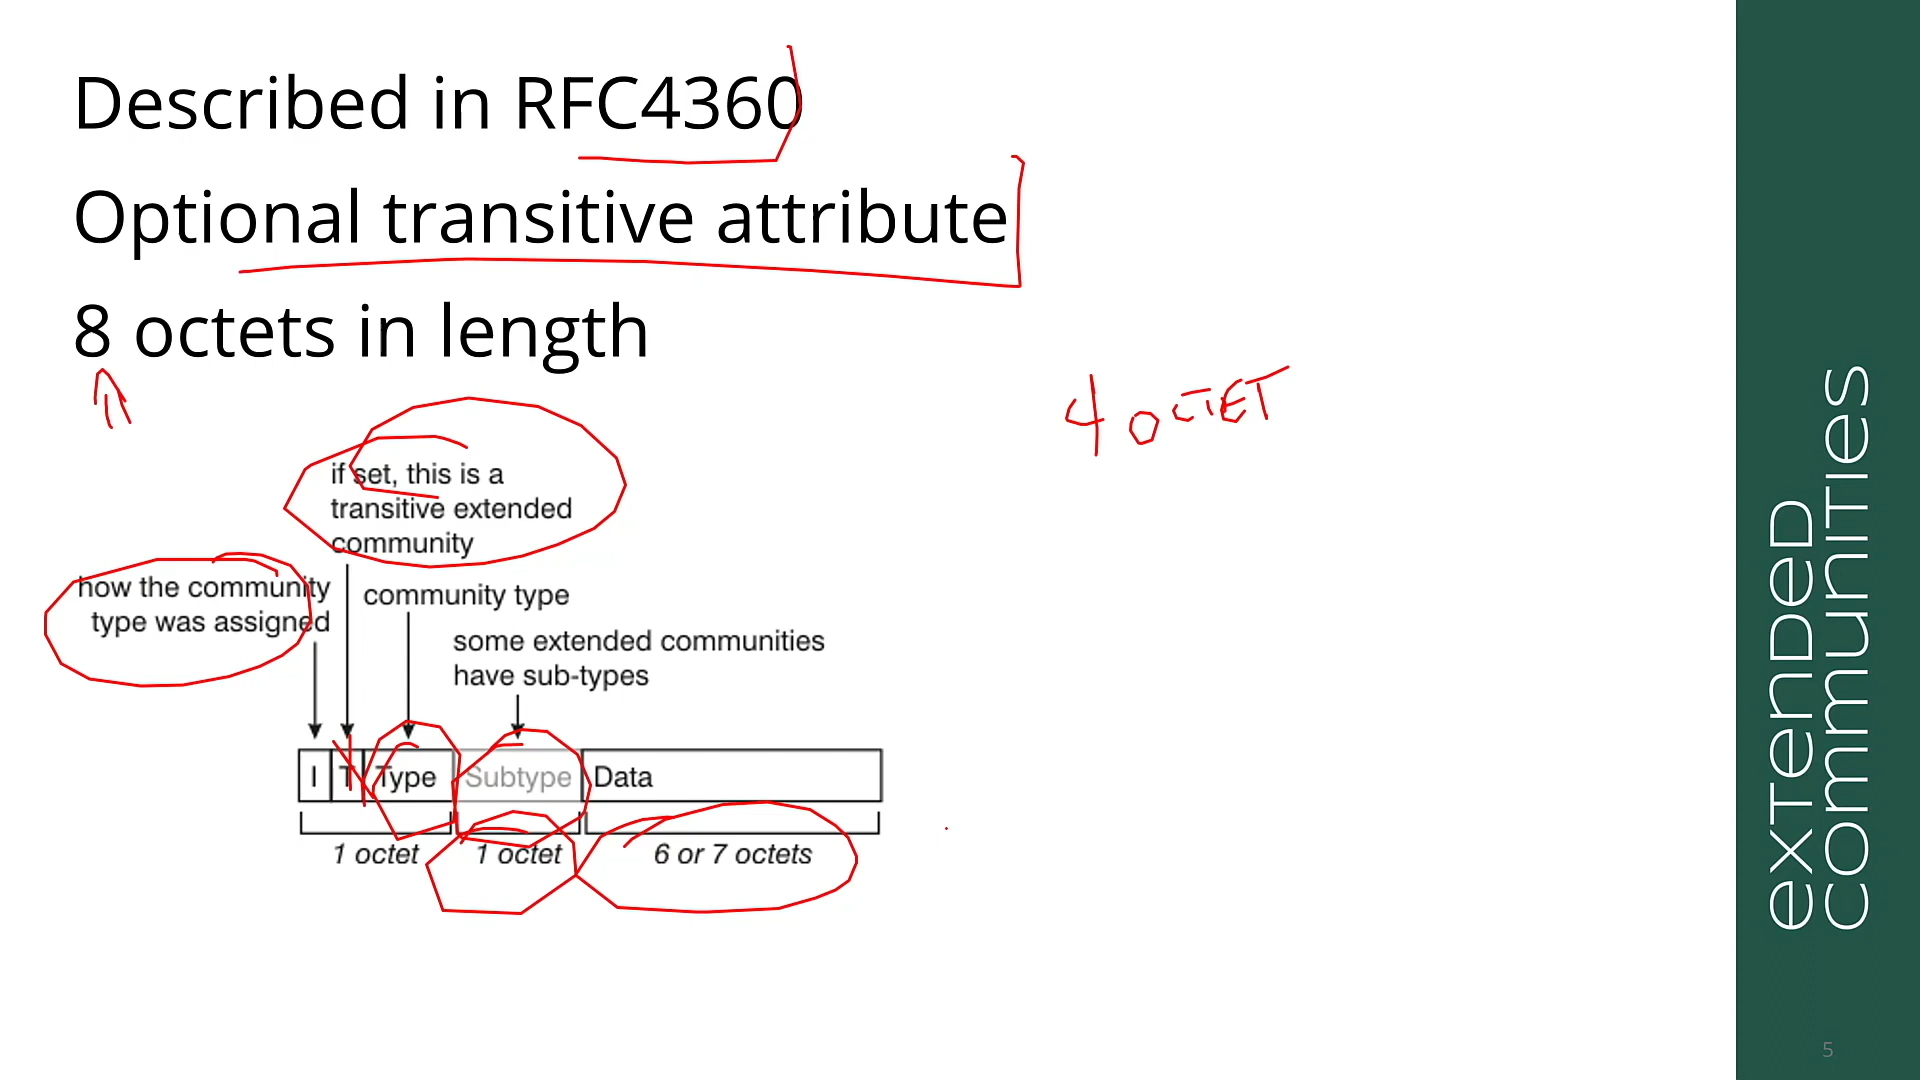 Described in RFC4360
Optional transitive attribute
8 octets in length
4 OCTET
if set, this is a
transitive extended
community
how the community
type was assigned
community type
some extended communities
have sub-types
I T Type Subtype Data
1 octet 1 octet 6 or 7 octets
extended
communities
5